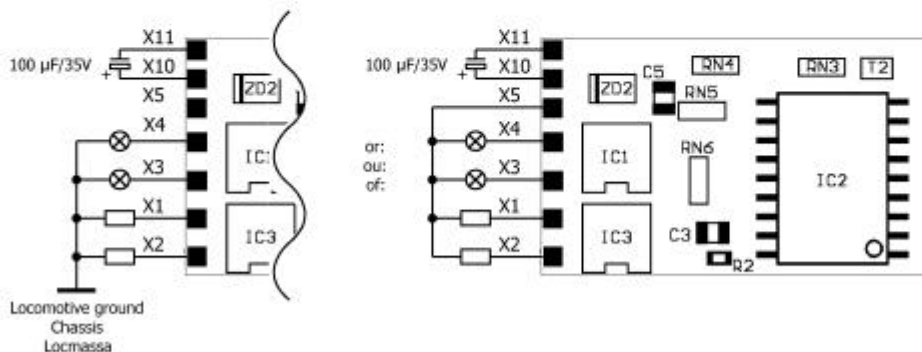 X11
100 µF/35V
+
X10
X5
X4
X3
X1
X2
ZD2
IC1
IC3
Locomotive ground
Chassis
Locmassa
or:
ou:
of:
X11
100 µF/35V
+
X10
X5
X4
X3
X1
X2
ZD2
C5
RN4
RN3
T2
RN5
IC1
RN6
IC2
IC3
C3
R2